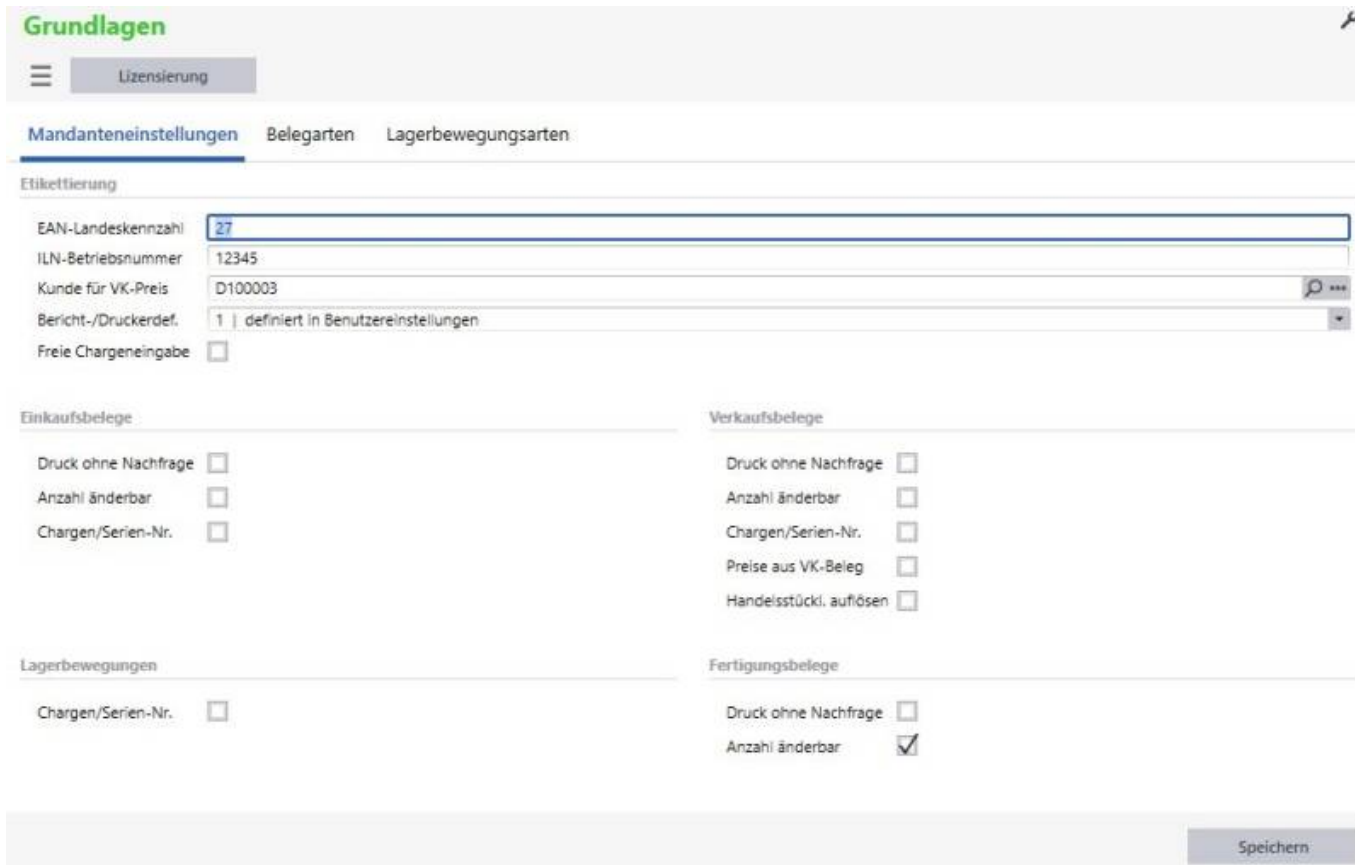 Grundlagen
Lizensierung
Mandanteneinstellungen Belegarten Lagerbewegungsarten
Etikettierung
EAN-Landeskennzahl 27
ILN-Betriebsnummer 12345
Kunde für VK-Preis D100003
Bericht-/Druckerdef. 1 | definiert in Benutzereinstellungen
Freie Chargeneingabe
Einkaufsbelege
Druck ohne Nachfrage
Anzahl änderbar
Chargen/Serien-Nr.
Verkaufsbelege
Druck ohne Nachfrage
Anzahl änderbar
Chargen/Serien-Nr.
Preise aus VK-Beleg
Handelsstückl. auflösen
Lagerbewegungen
Chargen/Serien-Nr.
Fertigungsbelege
Druck ohne Nachfrage
Anzahl änderbar
Speichern